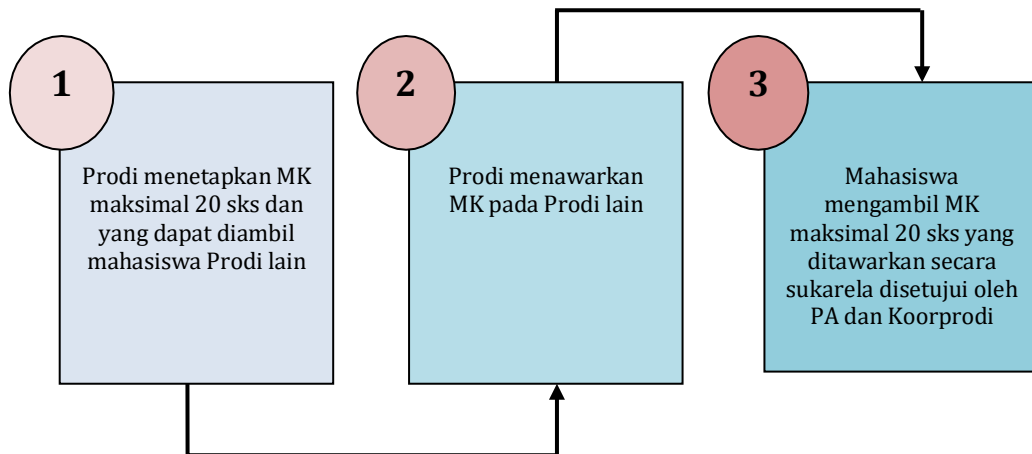 1
Prodi menetapkan MK
maksimal 20 sks dan
yang dapat diambil
mahasiswa Prodi lain
2
Prodi menawarkan
MK pada Prodi lain
3
Mahasiswa
mengambil MK
maksimal 20 sks yang
ditawarkan secara
sukarela disetujui oleh
PA dan Koorprodi